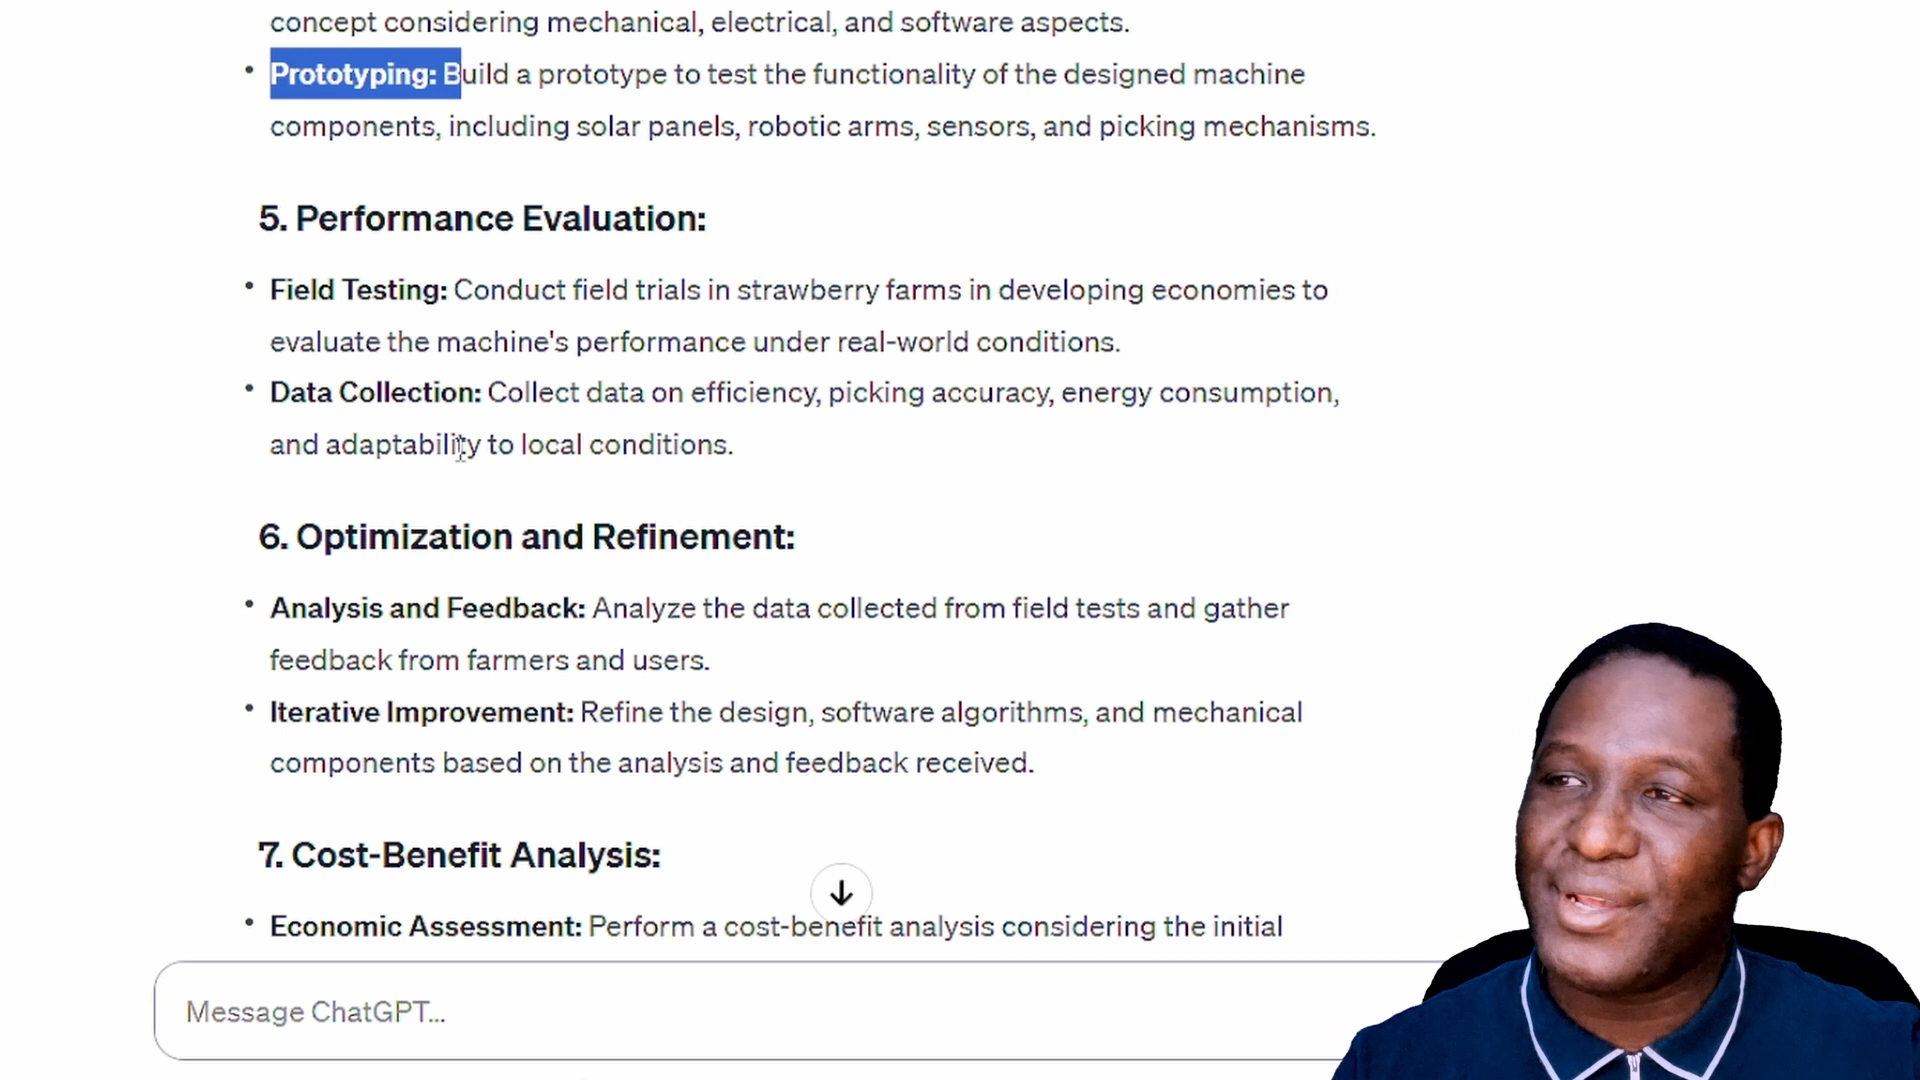 concept considering mechanical, electrical, and software aspects.
• Prototyping: Build a prototype to test the functionality of the designed machine
components, including solar panels, robotic arms, sensors, and picking mechanisms.
5. Performance Evaluation:
• Field Testing: Conduct field trials in strawberry farms in developing economies to
evaluate the machine's performance under real-world conditions.
• Data Collection: Collect data on efficiency, picking accuracy, energy consumption,
and adaptability to local conditions.
6. Optimization and Refinement:
• Analysis and Feedback: Analyze the data collected from field tests and gather
feedback from farmers and users.
• Iterative Improvement: Refine the design, software algorithms, and mechanical
components based on the analysis and feedback received.
7. Cost-Benefit Analysis:
• Economic Assessment: Perform a cost-benefit analysis considering the initial
Message ChatGPT...